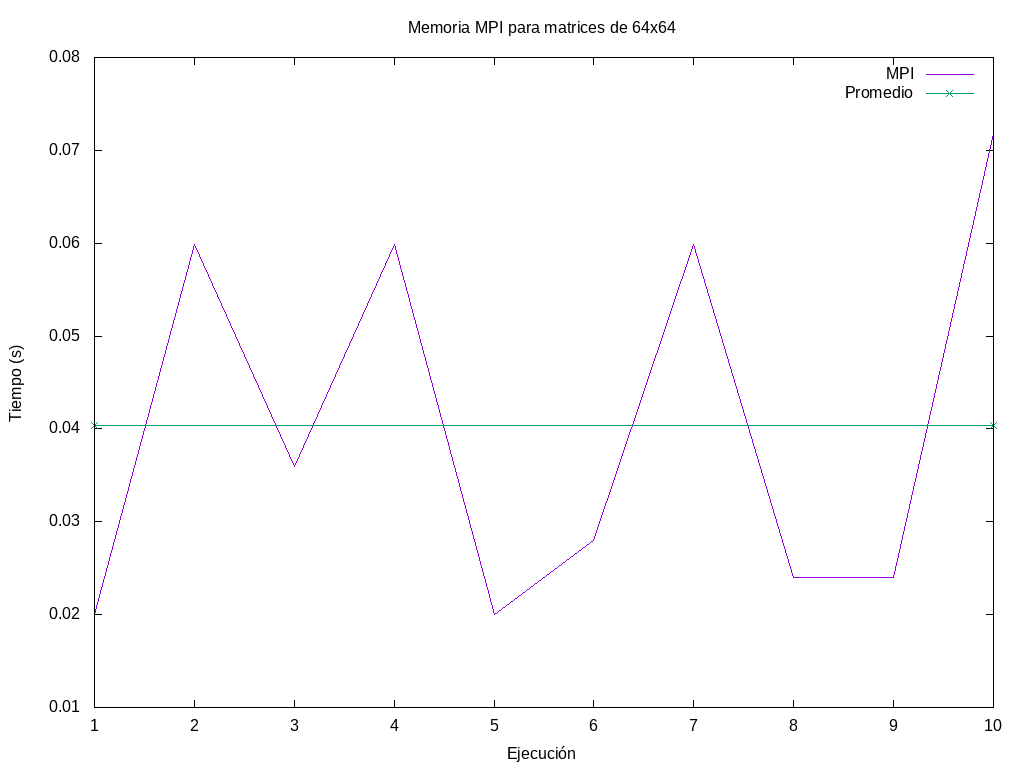 Memoria MPI para matrices de 64x64
MPI
Promedio
0.08
0.07
0.06
0.05
0.04
0.03
0.02
0.01
Tiempo (s)
1 2 3 4 5 6 7 8 9 10
Ejecución